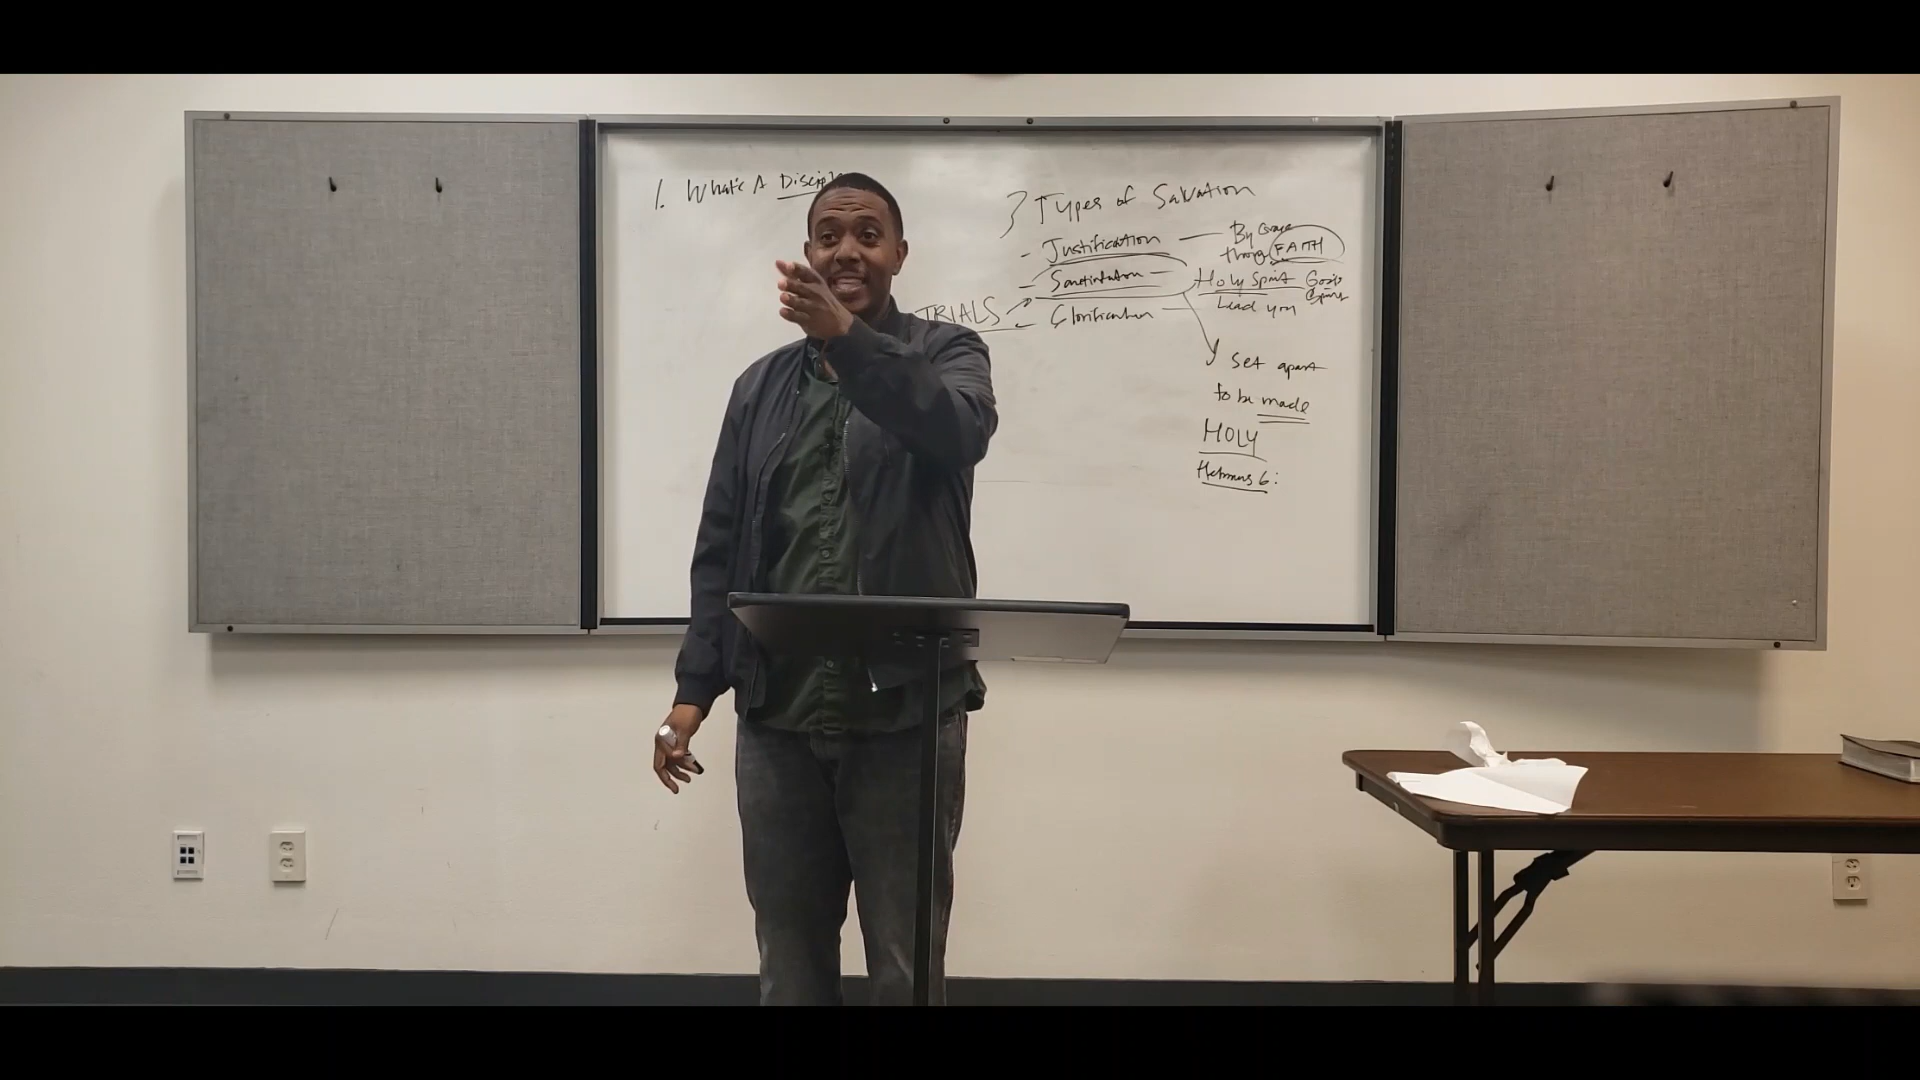 1. What's A Disciple
3 Types of Salvation
- Justification — By Grace
through FAITH
- Sanctification — Holy Spirit God's
Lead you
TRIALS
- Glorification
set apart
to be made
HOLY
Hebrews 6: